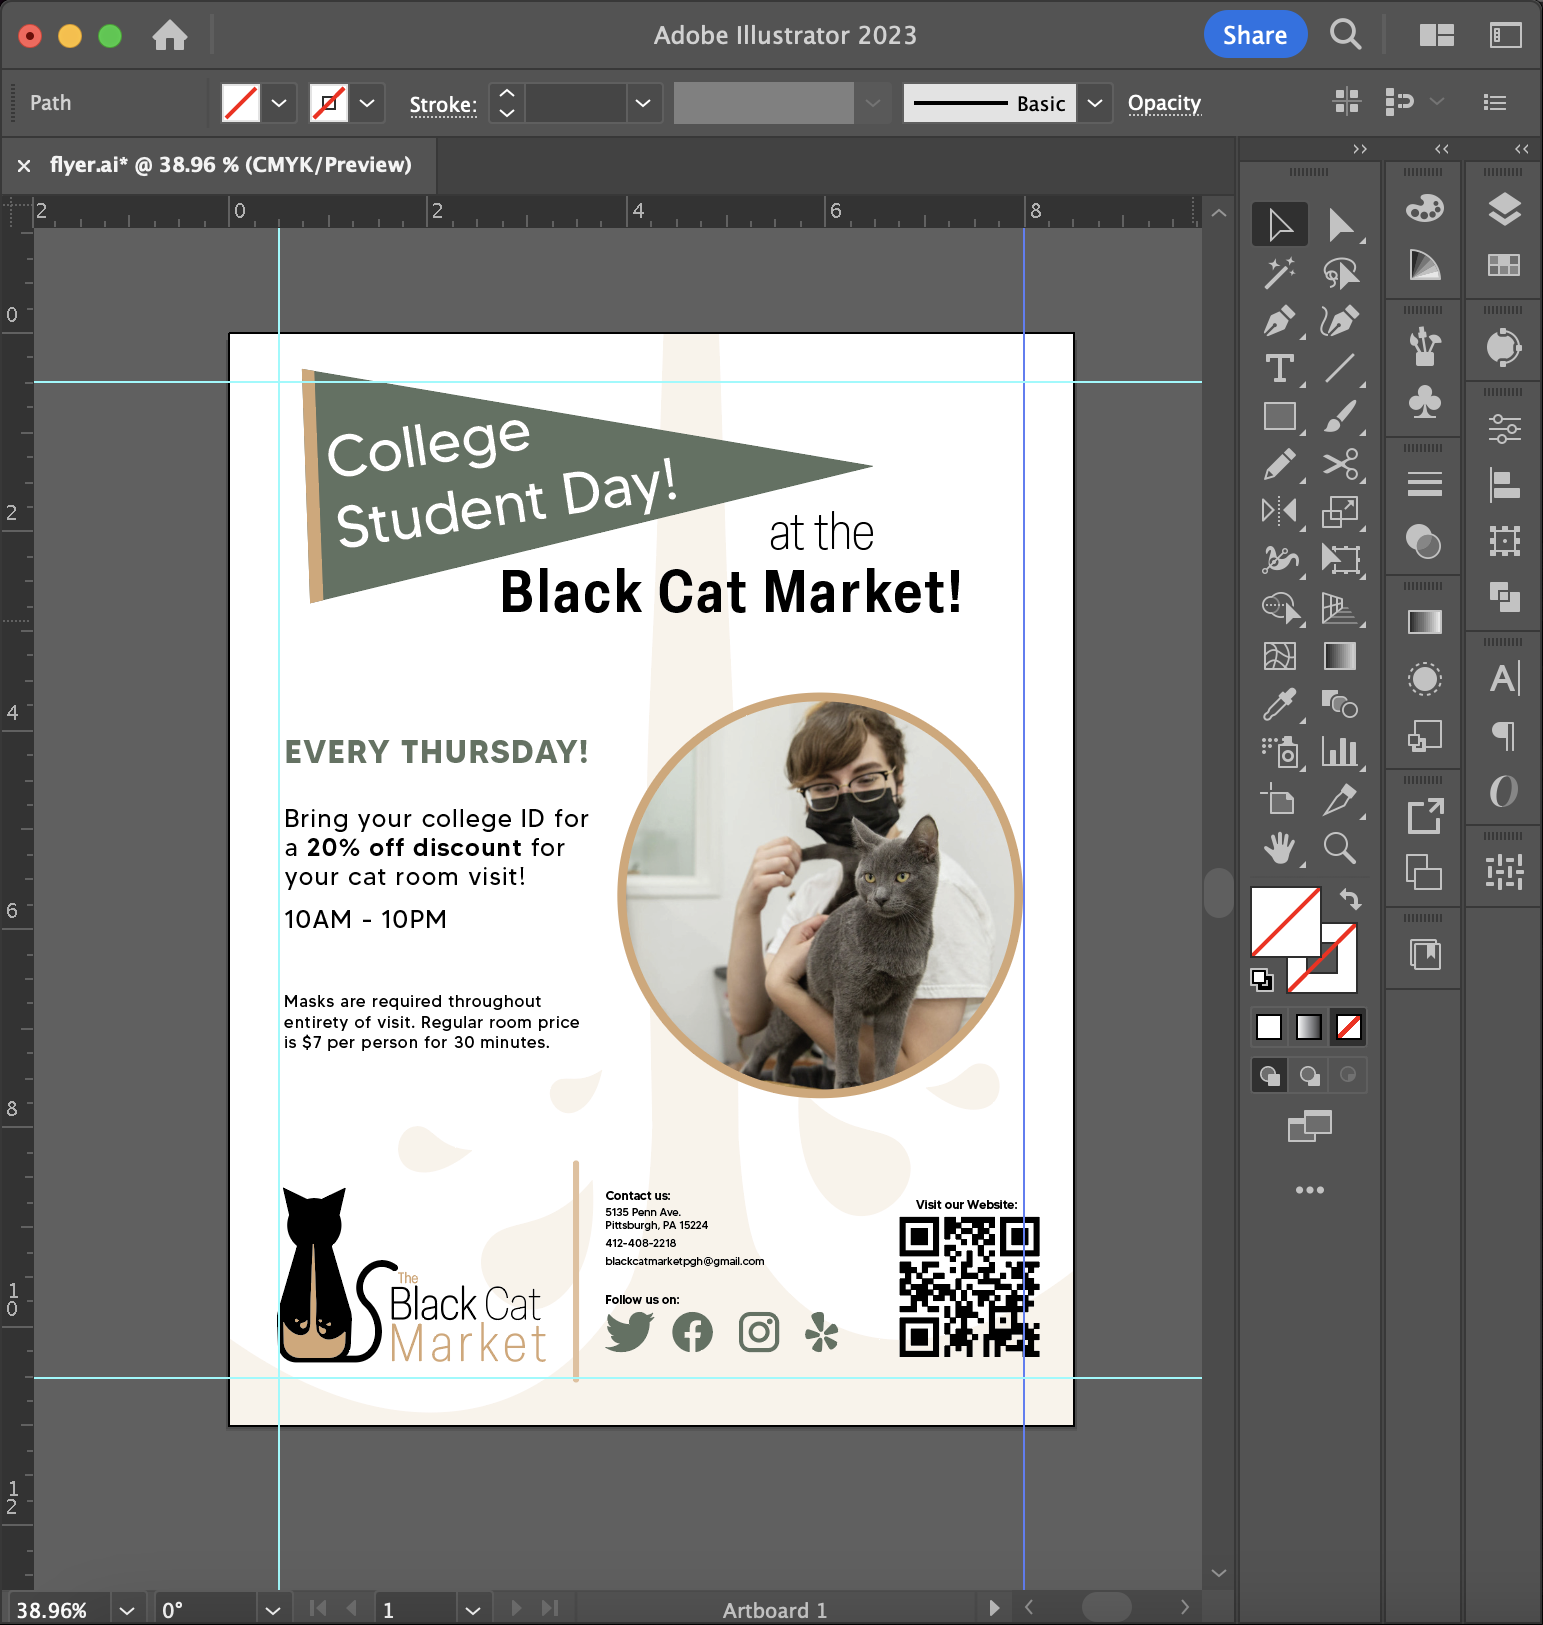 Adobe Illustrator 2023
Share
Path
Stroke:
Basic
Opacity
flyer.ai* @ 38.96 % (CMYK/Preview)
2 0 2 4 6 8
0
2
4
6
8
10
12
College
Student Day!
at the
Black Cat Market!
EVERY THURSDAY!
Bring your college ID for
a 20% off discount for
your cat room visit!
10AM - 10PM
Masks are required throughout
entirety of visit. Regular room price
is $7 per person for 30 minutes.
The
Black Cat
Market
Contact us:
5135 Penn Ave.
Pittsburgh, PA 15224
412-408-2218
blackcatmarketpgh@gmail.com
Follow us on:
Visit our Website:
38.96%
0°
1
Artboard 1